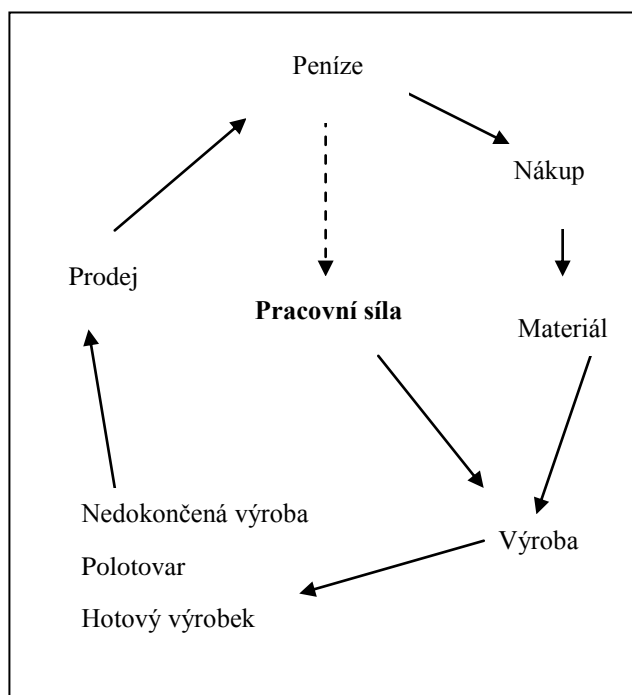 Peníze
Nákup
Prodej
Pracovní síla
Materiál
Nedokončená výroba
Výroba
Polotovar
Hotový výrobek